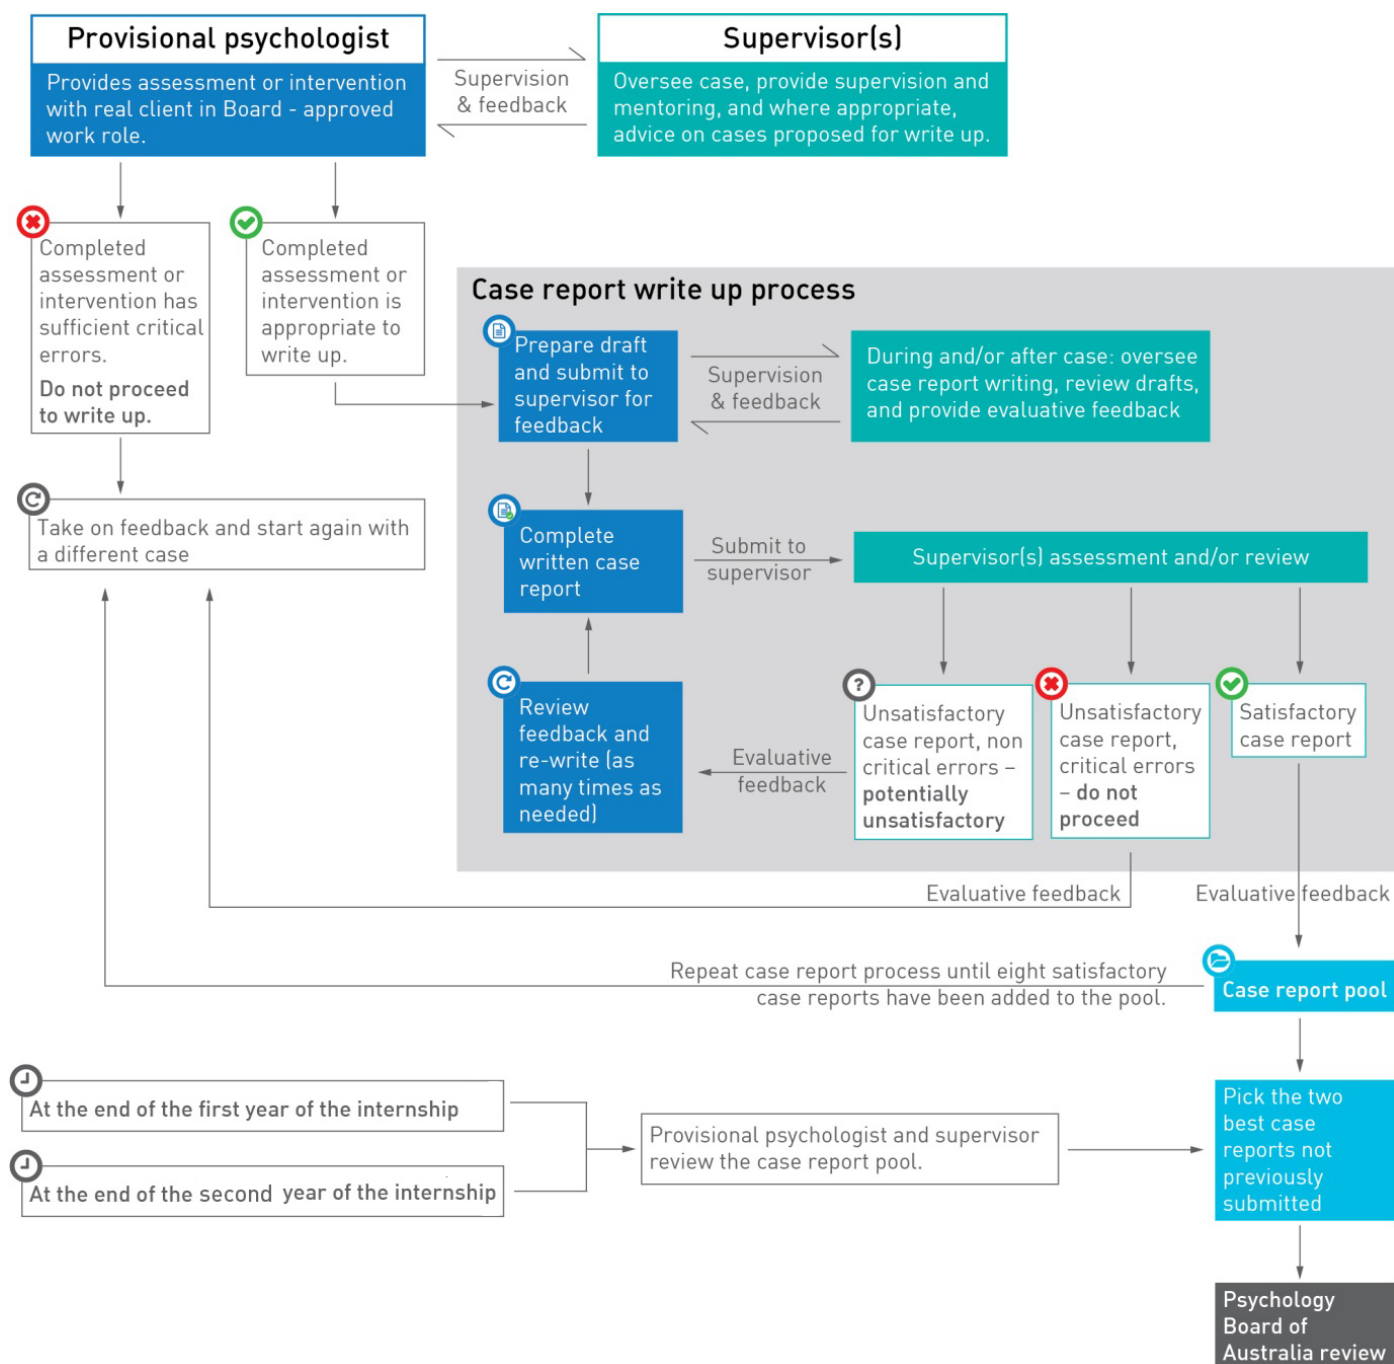 Provisional psychologist
Provides assessment or intervention
with real client in Board - approved
work role.
Supervision
& feedback
Supervisor(s)
Oversee case, provide supervision and
mentoring, and where appropriate,
advice on cases proposed for write up.
Completed
assessment or
intervention has
sufficient critical
errors.
Do not proceed
to write up.
Completed
assessment or
intervention is
appropriate to
write up.
Take on feedback and start again with
a different case
Case report write up process
Prepare draft
and submit to
supervisor for
feedback
Supervision
& feedback
During and/or after case: oversee
case report writing, review drafts,
and provide evaluative feedback
Complete
written case
report
Submit to
supervisor
Supervisor(s) assessment and/or review
Review
feedback and
re-write (as
many times as
needed)
Evaluative
feedback
?
Unsatisfactory
case report, non
critical errors –
potentially
unsatisfactory
Unsatisfactory
case report,
critical errors
– do not
proceed
Satisfactory
case report
Evaluative feedback
Evaluative feedback
Repeat case report process until eight satisfactory
case reports have been added to the pool.
Case report pool
At the end of the first year of the internship
At the end of the second year of the internship
Provisional psychologist and supervisor
review the case report pool.
Pick the two
best case
reports not
previously
submitted
Psychology
Board of
Australia review